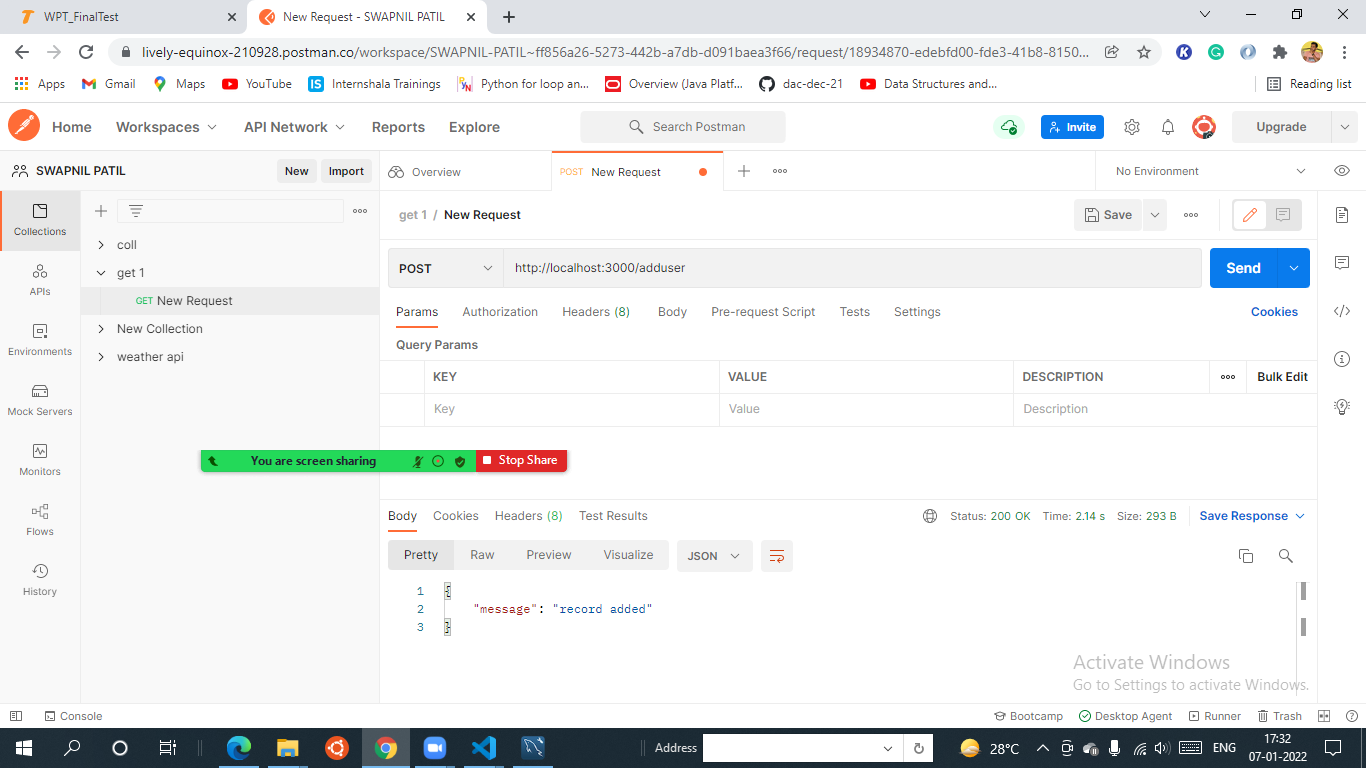 WPT_FinalTest
New Request - SWAPNIL PATIL
lively-equinox-210928.postman.co/workspace/SWAPNIL-PATIL~ff856a26-5273-442b-a7db-d091baea3f66/request/18934870-edebfd00-fde3-41b8-8150...
Apps Gmail Maps YouTube Internshala Trainings Python for loop an... Overview (Java Platf... dac-dec-21 Data Structures and... Reading list
Home Workspaces API Network Reports Explore Search Postman Invite Upgrade
SWAPNIL PATIL New Import Overview POST New Request No Environment
Collections
APIs
Environments
Mock Servers
Monitors
Flows
History
coll
get 1
GET New Request
New Collection
weather api
get 1 / New Request Save
POST http://localhost:3000/adduser Send
Params Authorization Headers (8) Body Pre-request Script Tests Settings Cookies
Query Params
KEY VALUE DESCRIPTION Bulk Edit
Key Value Description
You are screen sharing Stop Share
Body Cookies Headers (8) Test Results Status: 200 OK Time: 2.14 s Size: 293 B Save Response
Pretty Raw Preview Visualize JSON
1 {
2 "message": "record added"
3 }
Activate Windows
Go to Settings to activate Windows.
Console Bootcamp Desktop Agent Runner Trash
Address 28°C ENG 17:32
07-01-2022